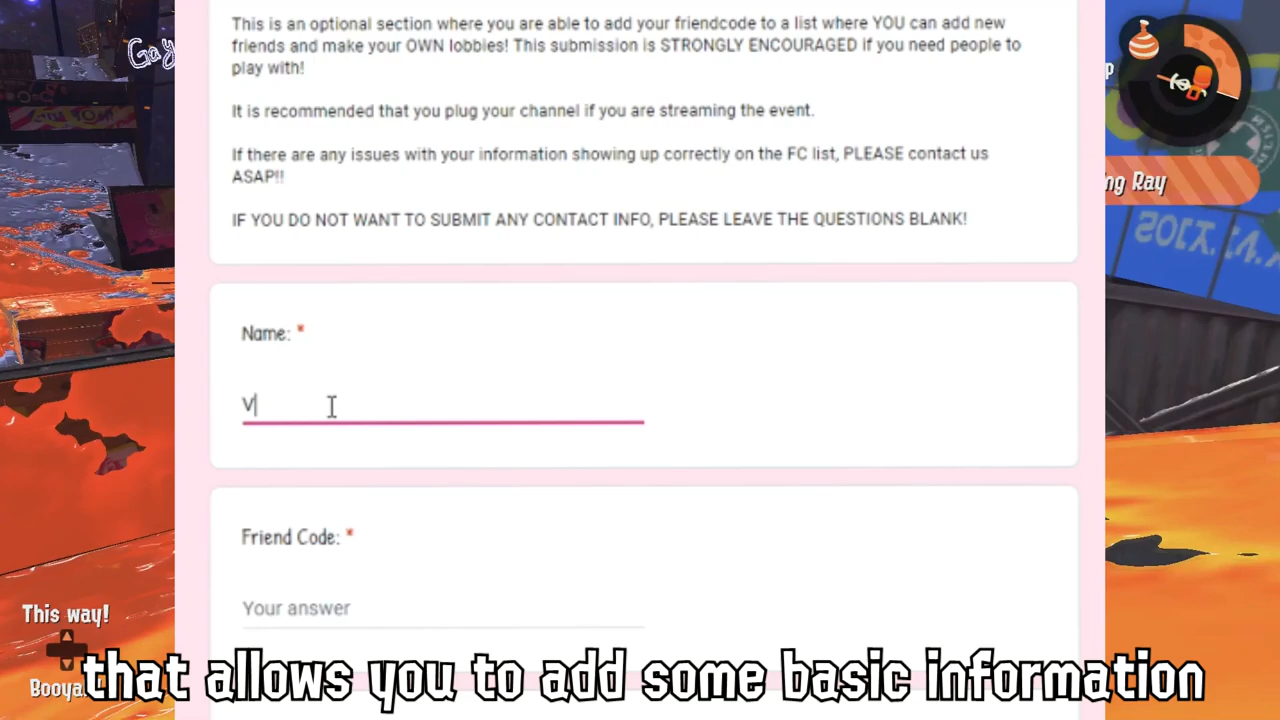 This is an optional section where you are able to add your friendcode to a list where YOU can add new
friends and make your OWN lobbies! This submission is STRONGLY ENCOURAGED if you need people to
play with!
It is recommended that you plug your channel if you are streaming the event.
If there are any issues with your information showing up correctly on the FC list, PLEASE contact us
ASAP!!
IF YOU DO NOT WANT TO SUBMIT ANY CONTACT INFO, PLEASE LEAVE THE QUESTIONS BLANK!
Gay
p
ng Ray
Name: *
V
Friend Code: *
Your answer
This way!
Booya
that allows you to add some basic information